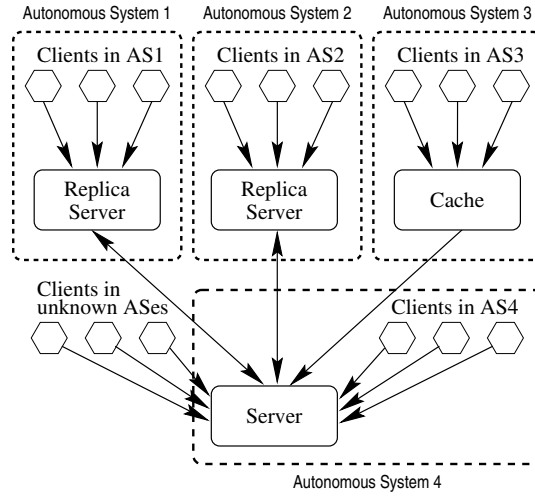 Autonomous System 1
Autonomous System 2
Autonomous System 3
Clients in AS1
Clients in AS2
Clients in AS3
Replica
Server
Replica
Server
Cache
Clients in
unknown ASes
Clients in AS4
Server
Autonomous System 4